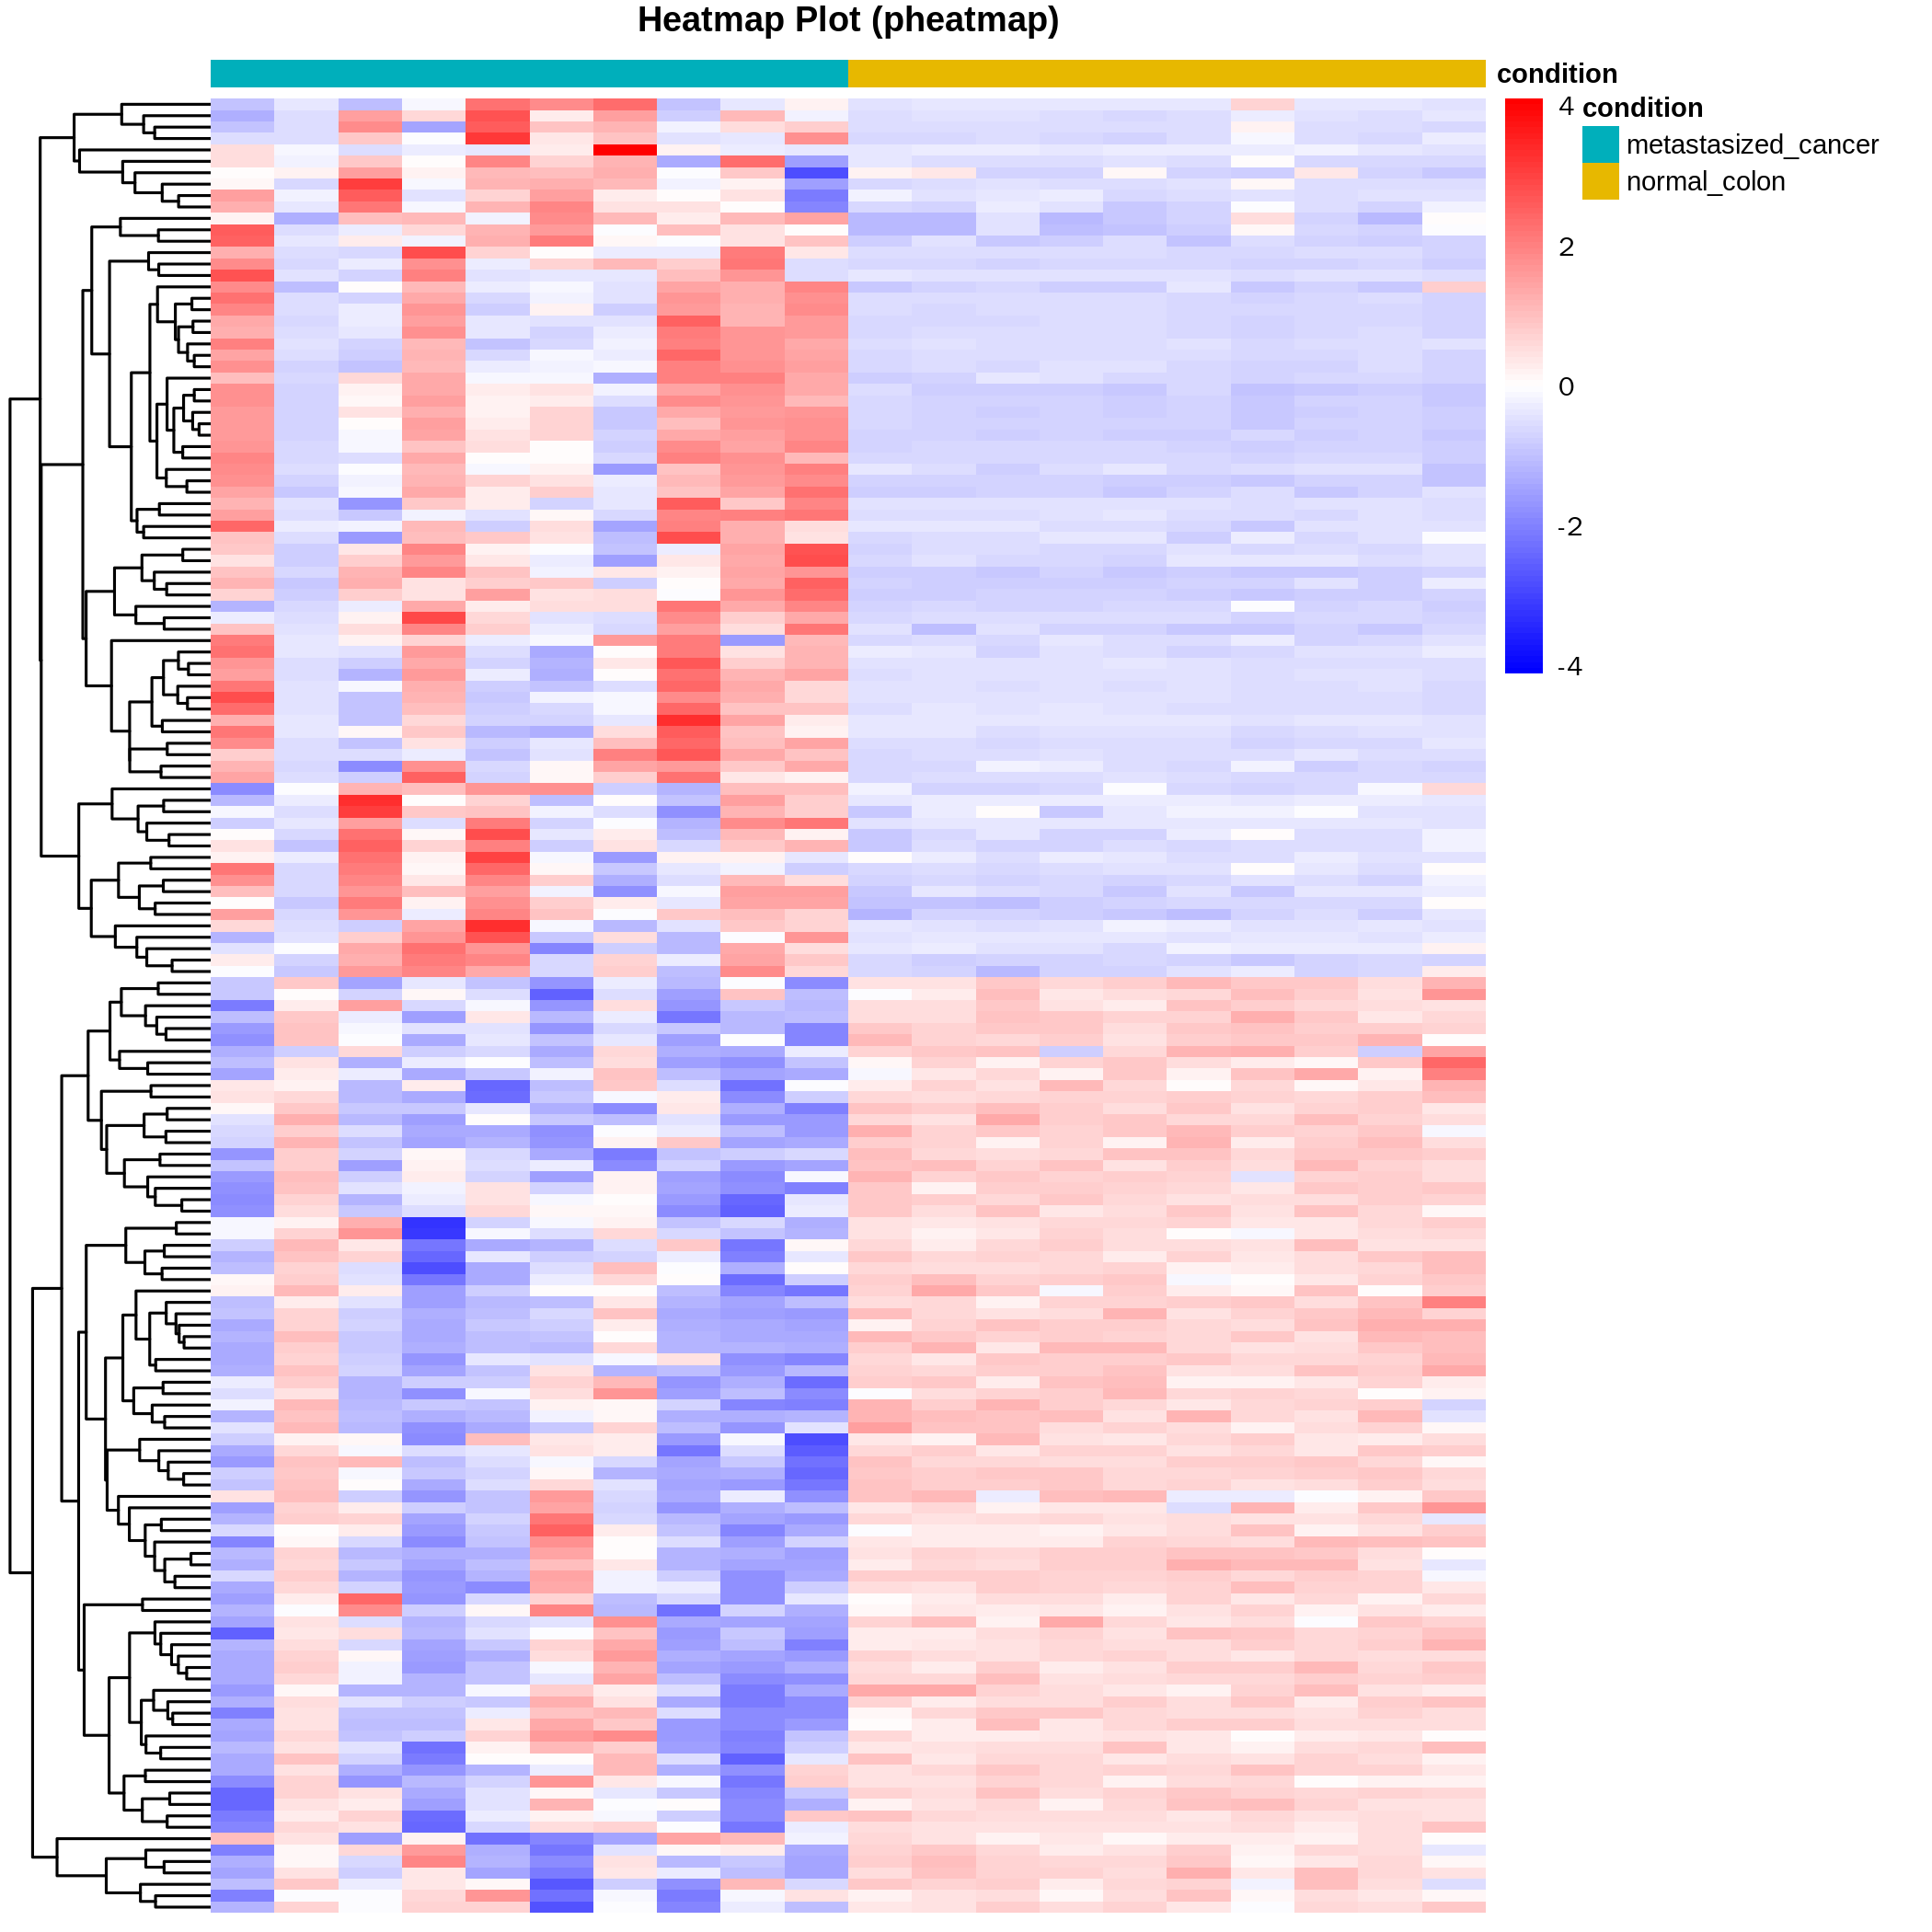 Heatmap Plot (pheatmap)
condition
4
condition
metastasized_cancer
normal_colon
2
0
-2
-4